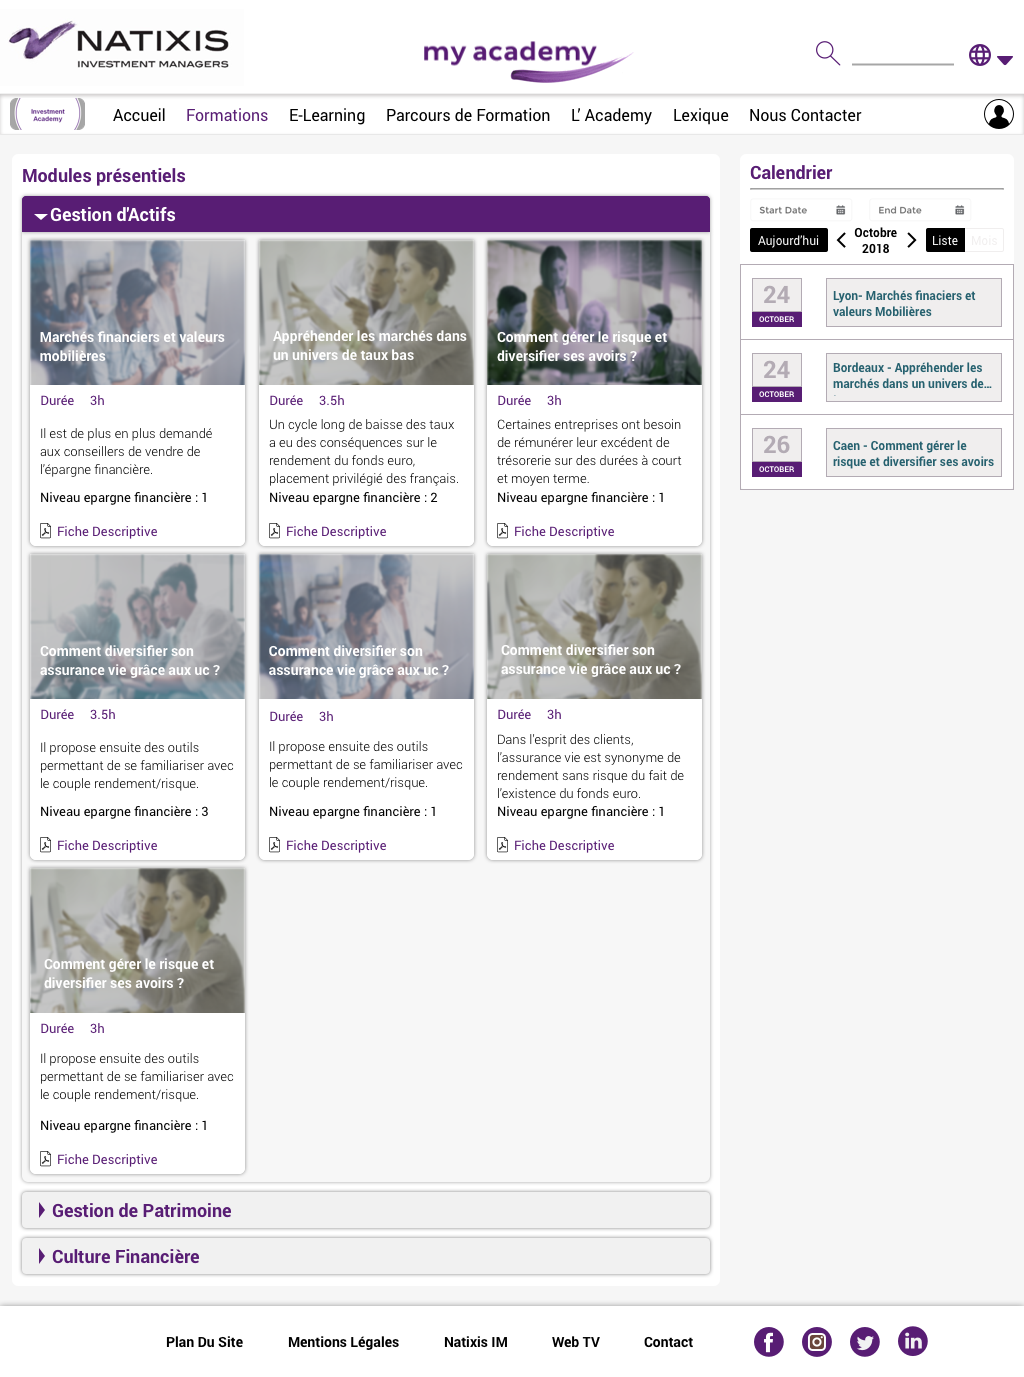 NATIXIS
INVESTMENT MANAGERS
my academy
Investment
Academy
Accueil
Formations
E-Learning
Parcours de Formation
L’ Academy
Lexique
Nous Contacter
Modules présentiels
Gestion d'Actifs
Marchés financiers et valeurs
mobilières
Durée 3h
Il est de plus en plus demandé
aux conseillers de vendre de
l'épargne financière.
Niveau epargne financière : 1
Fiche Descriptive
Appréhender les marchés dans
un univers de taux bas
Durée 3.5h
Un cycle long de baisse des taux
a eu des conséquences sur le
rendement du fonds euro,
placement privilégié des français.
Niveau epargne financière : 2
Fiche Descriptive
Comment gérer le risque et
diversifier ses avoirs ?
Durée 3h
Certaines entreprises ont besoin
de rémunérer leur excédent de
trésorerie sur des durées à court
et moyen terme.
Niveau epargne financière : 1
Fiche Descriptive
Comment diversifier son
assurance vie grâce aux uc ?
Durée 3.5h
Il propose ensuite des outils
permettant de se familiariser avec
le couple rendement/risque.
Niveau epargne financière : 3
Fiche Descriptive
Comment diversifier son
assurance vie grâce aux uc ?
Durée 3h
Il propose ensuite des outils
permettant de se familiariser avec
le couple rendement/risque.
Niveau epargne financière : 1
Fiche Descriptive
Comment diversifier son
assurance vie grâce aux uc ?
Durée 3h
Dans l'esprit des clients,
l'assurance vie est synonyme de
rendement sans risque du fait de
l'existence du fonds euro.
Niveau epargne financière : 1
Fiche Descriptive
Comment gérer le risque et
diversifier ses avoirs ?
Durée 3h
Il propose ensuite des outils
permettant de se familiariser avec
le couple rendement/risque.
Niveau epargne financière : 1
Fiche Descriptive
Gestion de Patrimoine
Culture Financière
Calendrier
Start Date
End Date
Aujourd'hui
Octobre
2018
Liste
Mois
24
OCTOBER
Lyon- Marchés finaciers et
valeurs Mobilières
24
OCTOBER
Bordeaux - Appréhender les
marchés dans un univers de...
26
OCTOBER
Caen - Comment gérer le
risque et diversifier ses avoirs
Plan Du Site
Mentions Légales
Natixis IM
Web TV
Contact